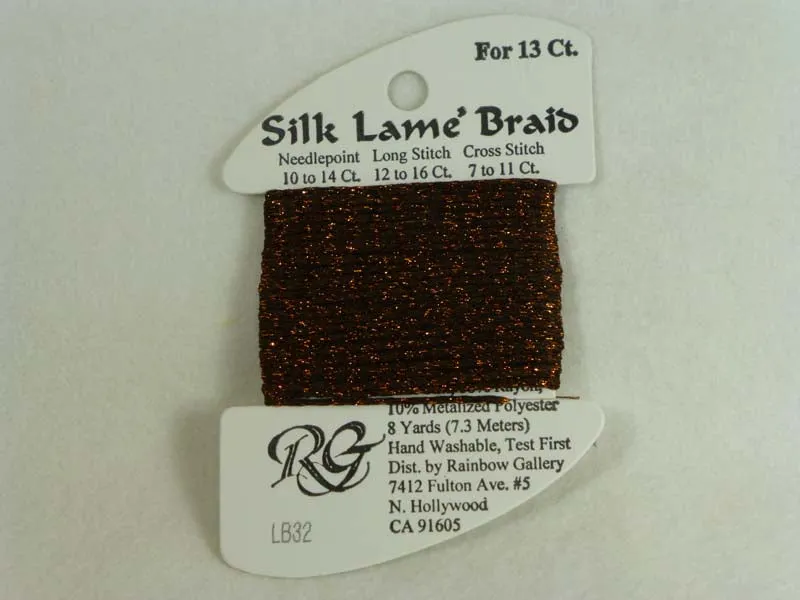 For 13 Ct.
Silk Lame' Braid
Needlepoint Long Stitch Cross Stitch
10 to 14 Ct. 12 to 16 Ct. 7 to 11 Ct.
Rayon,
10% Metalized Polyester
8 Yards (7.3 Meters)
Hand Washable, Test First
Dist. by Rainbow Gallery
7412 Fulton Ave. #5
N. Hollywood
CA 91605
RG
LB32